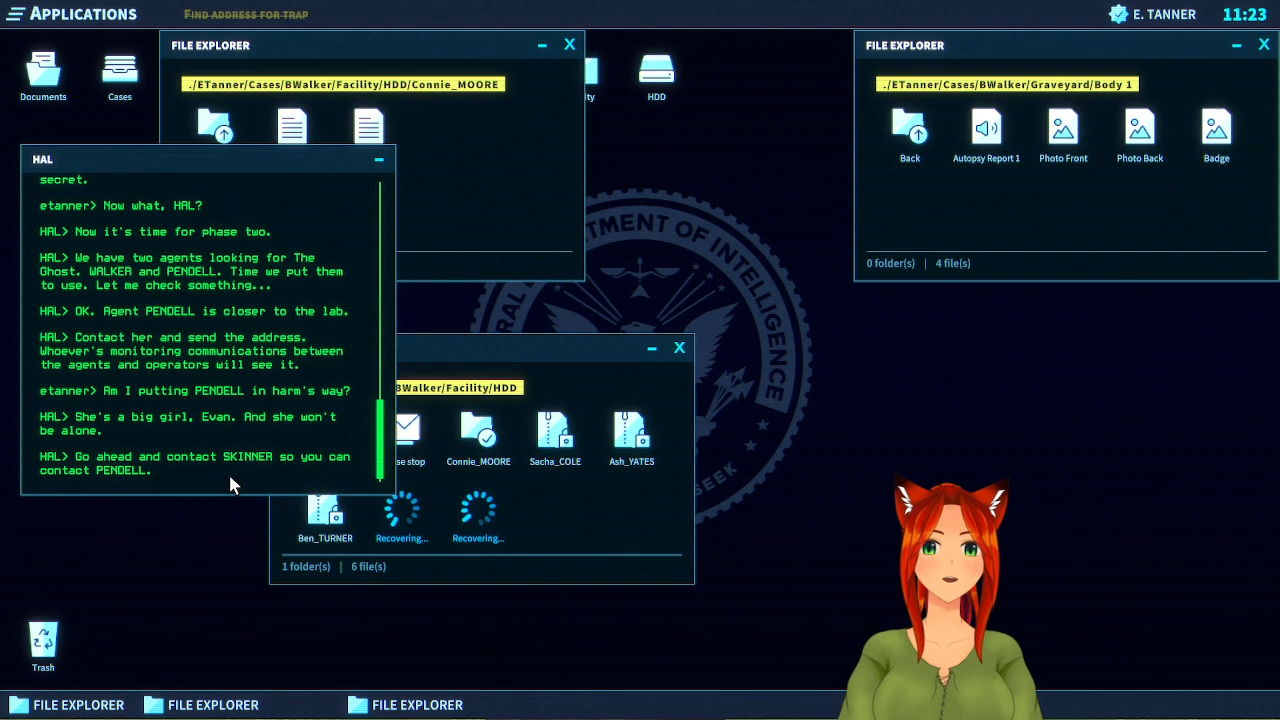 APPLICATIONS
FIND ADDRESS FOR TRAP
E. TANNER
11:23
Documents
Cases
ity
HDD
FILE EXPLORER
./ETanner/Cases/BWalker/Facility/HDD/Connie_MOORE
FILE EXPLORER
./ETanner/Cases/BWalker/Graveyard/Body 1
Back
Autopsy Report 1
Photo Front
Photo Back
Badge
0 folder(s) | 4 file(s)
HAL
secret.
etanner> Now what, HAL?
HAL> Now it's time for phase two.
HAL> We have two agents looking for The
Ghost. WALKER and PENDELL. Time we put them
to use. Let me check something...
HAL> OK. Agent PENDELL is closer to the lab.
HAL> Contact her and send the address.
Whoever's monitoring communications between
the agents and operators will see it.
etanner> Am I putting PENDELL in harm's way?
HAL> She's a big girl, Evan. And she won't
be alone.
HAL> Go ahead and contact SKINNER so you can
contact PENDELL.
BWalker/Facility/HDD
se stop
Connie_MOORE
Sacha_COLE
Ash_YATES
Ben_TURNER
Recovering...
Recovering...
1 folder(s) | 6 file(s)
RAL
TMENT OF INTELLIGENCE
SEEK
Trash
FILE EXPLORER
FILE EXPLORER
FILE EXPLORER